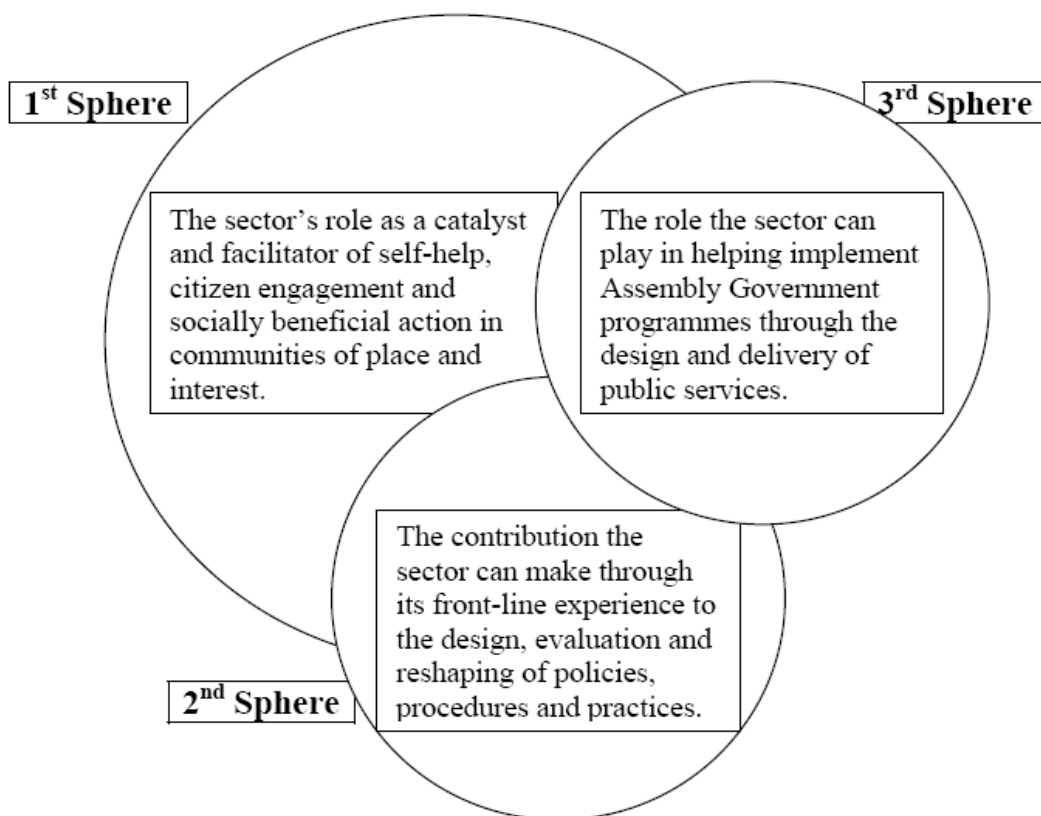 1st Sphere
3rd Sphere
The sector’s role as a catalyst
and facilitator of self-help,
citizen engagement and
socially beneficial action in
communities of place and
interest.
The role the sector can
play in helping implement
Assembly Government
programmes through the
design and delivery of
public services.
The contribution the
sector can make through
its front-line experience to
the design, evaluation and
reshaping of policies,
procedures and practices.
2nd Sphere